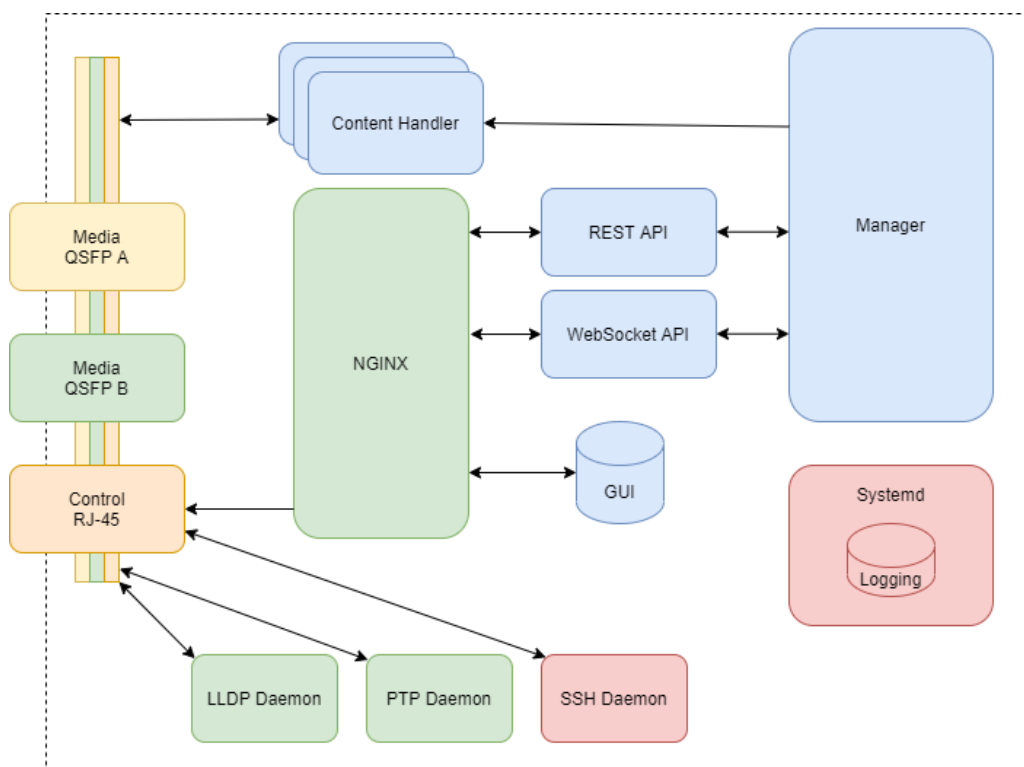 Content Handler
Manager
Media
QSFP A
REST API
Media
QSFP B
NGINX
WebSocket API
GUI
Control
RJ-45
Systemd
Logging
LLDP Daemon
PTP Daemon
SSH Daemon